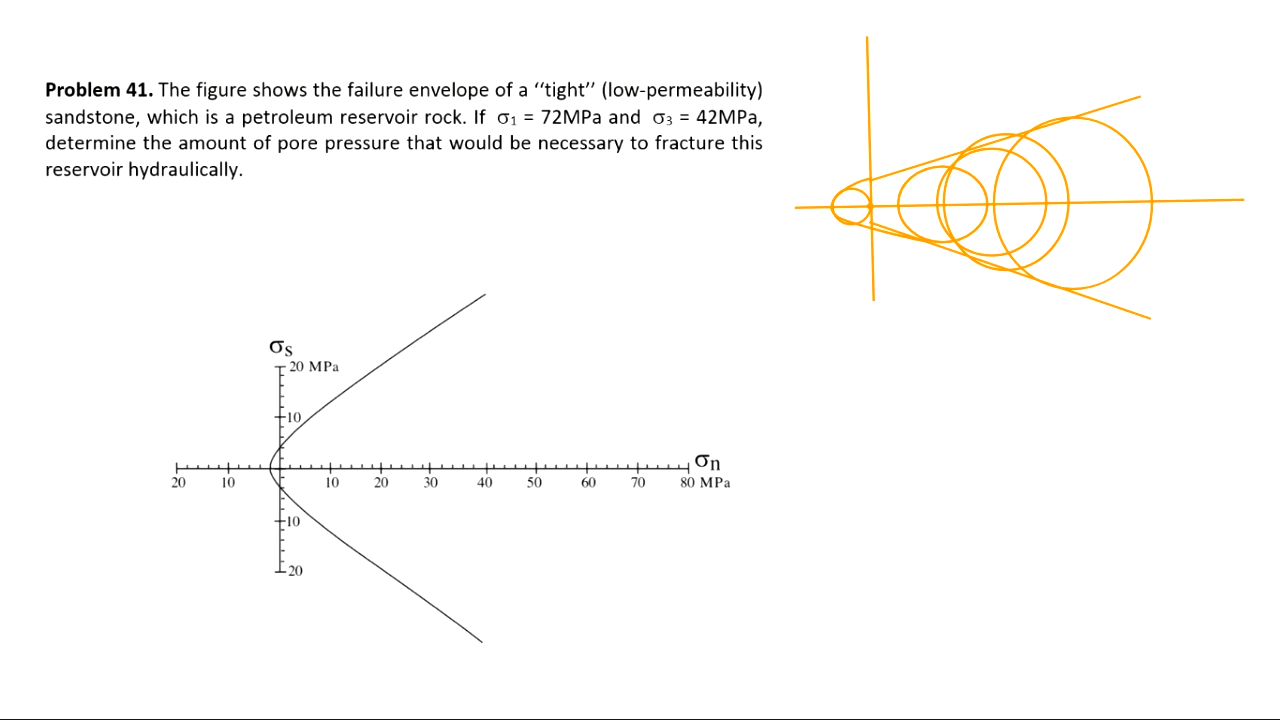 Problem 41. The figure shows the failure envelope of a ‘‘tight’’ (low-permeability)
sandstone, which is a petroleum reservoir rock. If σ₁ = 72MPa and σ₃ = 42MPa,
determine the amount of pore pressure that would be necessary to fracture this
reservoir hydraulically.
σs
20 MPa
10
σn
20 10 10 20 30 40 50 60 70 80 MPa
10
20